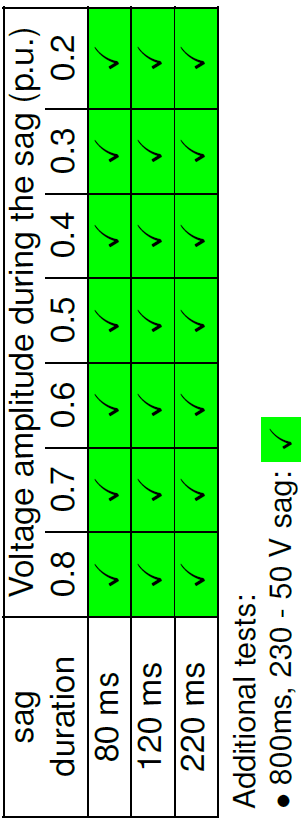 sag Voltage amplitude during the sag (p.u.)
duration 0.8 0.7 0.6 0.5 0.4 0.3 0.2
80 ms ✓ ✓ ✓ ✓ ✓ ✓ ✓
120 ms ✓ ✓ ✓ ✓ ✓ ✓ ✓
220 ms ✓ ✓ ✓ ✓ ✓ ✓ ✓
Additional tests:
● 800ms, 230 - 50 V sag: ✓